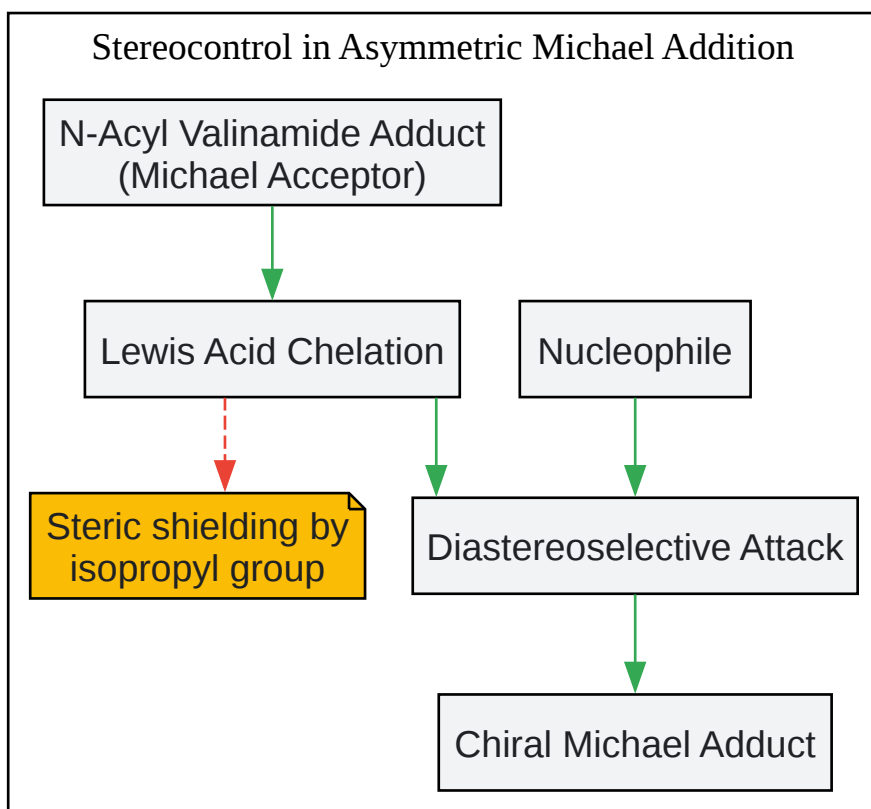 Stereocontrol in Asymmetric Michael Addition
N-Acyl Valinamide Adduct
(Michael Acceptor)
Lewis Acid Chelation
Nucleophile
Steric shielding by
isopropyl group
Diastereoselective Attack
Chiral Michael Adduct